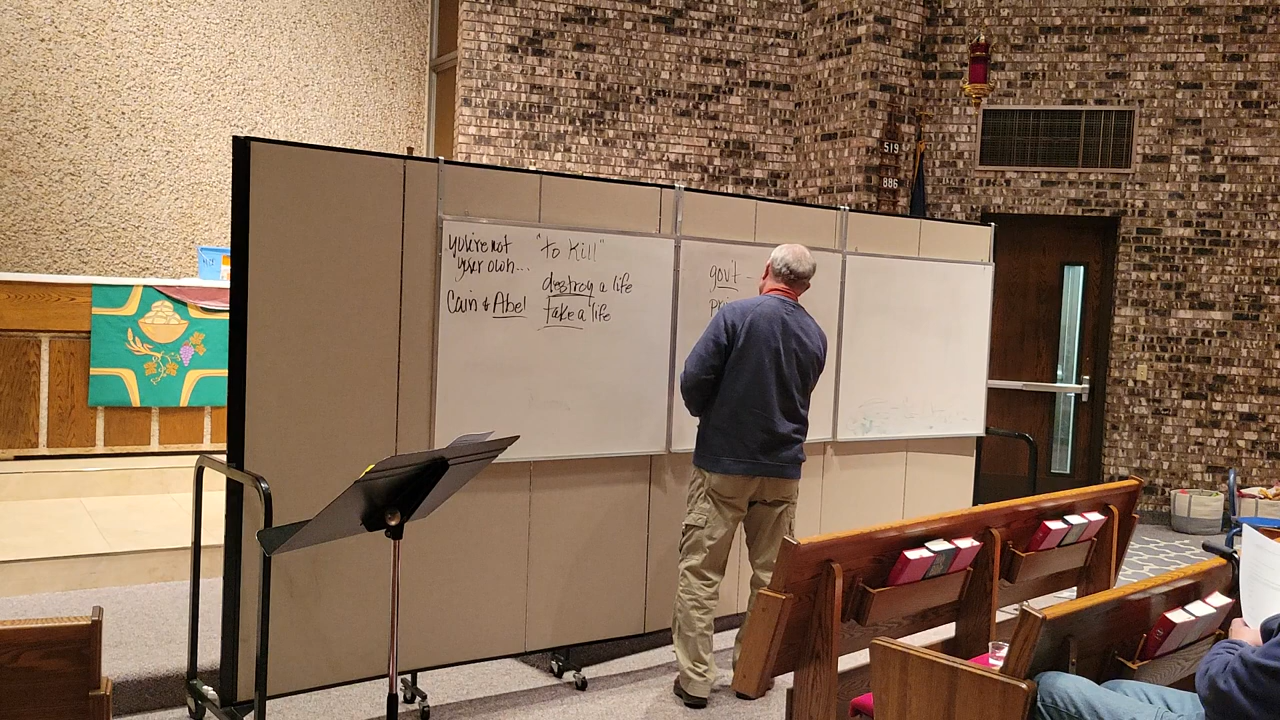 you're not
your own...
Cain & Abel
"to Kill"
destroy a life
take a life
gov't -
519
886